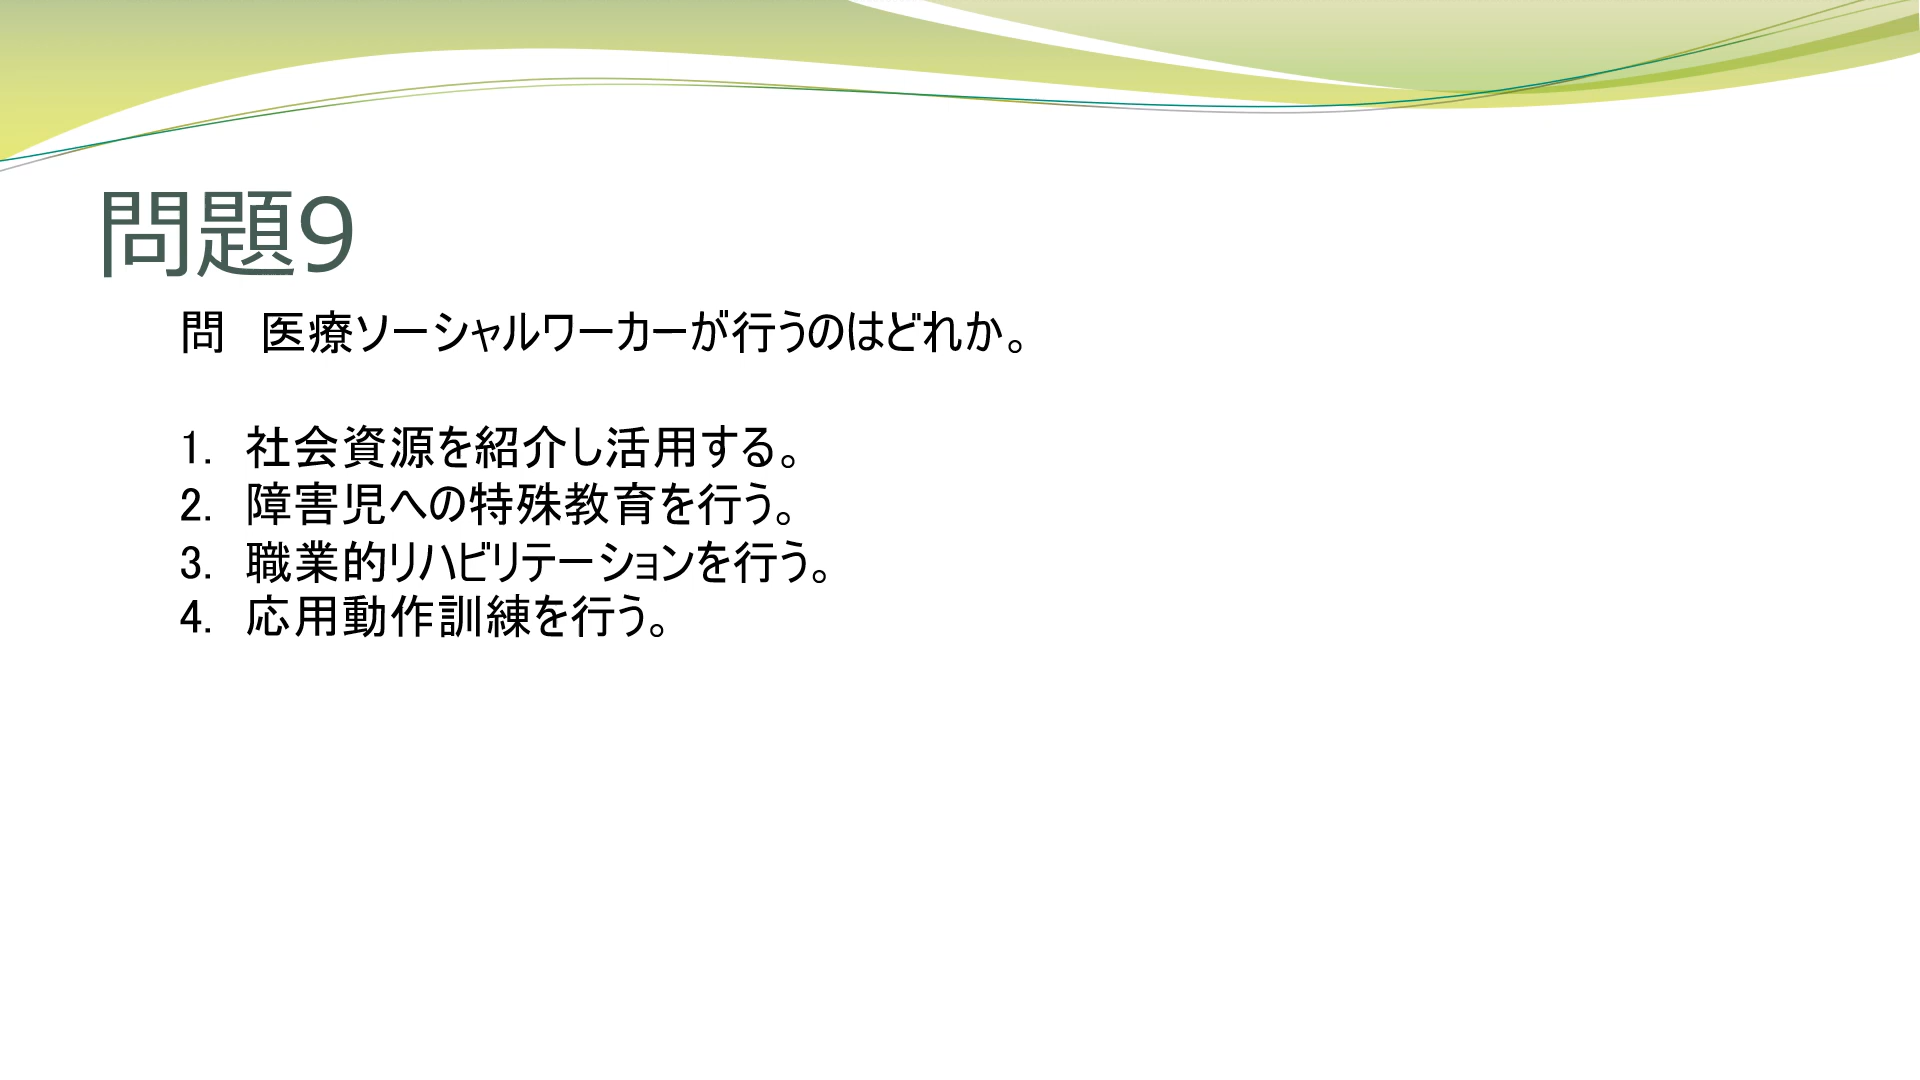 問題9
問　医療ソーシャルワーカーが行うのはどれか。
1. 社会資源を紹介し活用する。
2. 障害児への特殊教育を行う。
3. 職業的リハビリテーションを行う。
4. 応用動作訓練を行う。